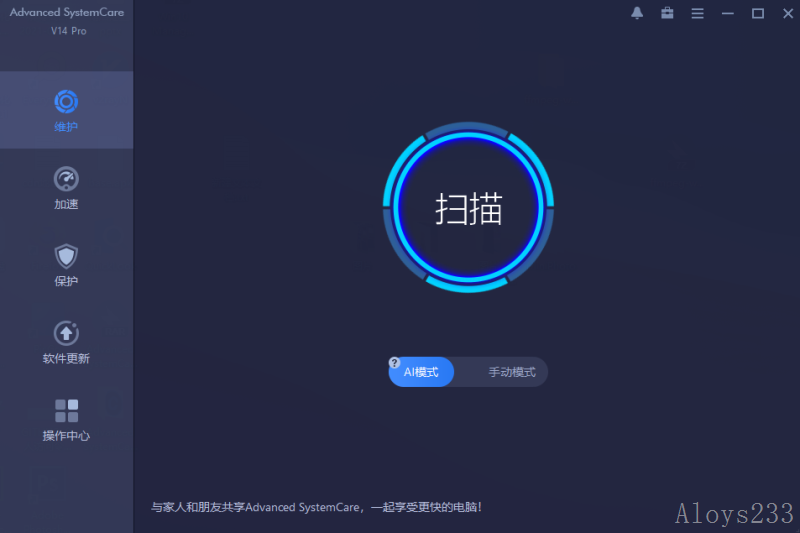 Advanced SystemCare
V14 Pro
维护
加速
保护
软件更新
操作中心
扫描
?
AI模式
手动模式
与家人和朋友共享Advanced SystemCare，一起享受更快的电脑！
Aloys233